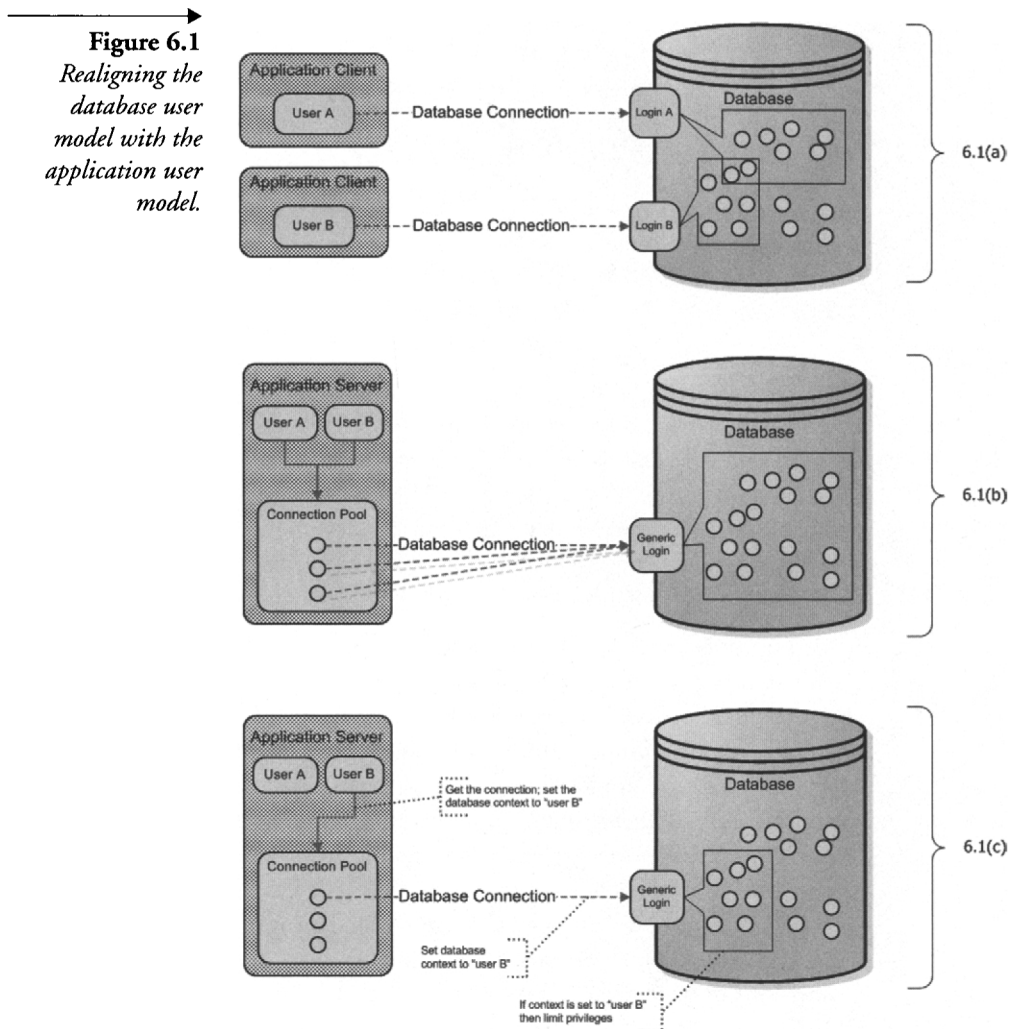 Figure 6.1
Realigning the
database user
model with the
application user
model.
Application Client
User A
Database Connection
Login A
Database
6.1(a)
Application Client
User B
Database Connection
Login B
Application Server
User A
User B
Connection Pool
Database Connection
Generic
Login
Database
6.1(b)
Application Server
User A
User B
Get the connection; set the
database context to "user B"
Connection Pool
Database Connection
Generic
Login
Database
6.1(c)
Set database
context to "user B"
If context is set to "user B"
then limit privileges